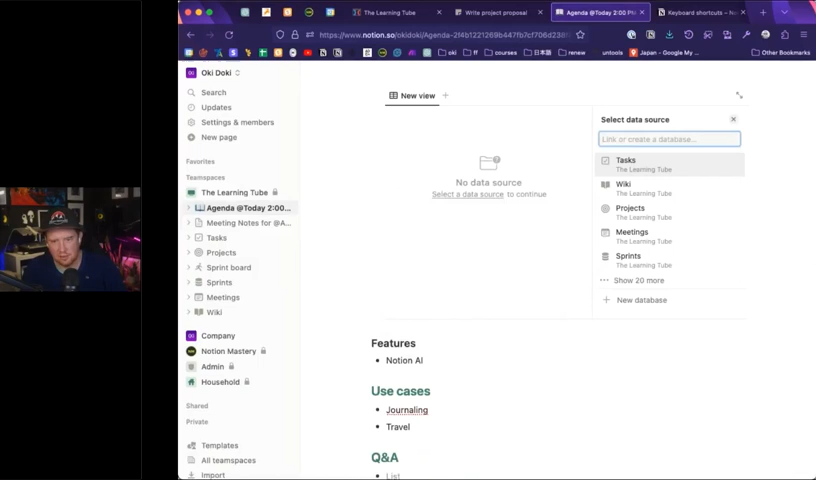 The Learning Tube
Write project proposal
Agenda @Today 2:00 PM
Keyboard shortcuts – No
https://www.notion.so/okidoki/Agenda-2f4b1221269b447fb7cf706d23
oki
ff
courses
日本語
renew
untools
Japan - Google My ...
Other Bookmarks
Oki Doki
Search
Updates
Settings & members
New page
Favorites
Teamspaces
The Learning Tube
Agenda @Today 2:00...
Meeting Notes for @A...
Tasks
Projects
Sprint board
Sprints
Meetings
Wiki
Company
Notion Mastery
Admin
Household
Shared
Private
Templates
All teamspaces
Import
New view
No data source
Select a data source to continue
Select data source
Link or create a database...
Tasks
The Learning Tube
Wiki
The Learning Tube
Projects
The Learning Tube
Meetings
The Learning Tube
Sprints
The Learning Tube
Show 20 more
New database
Features
Notion AI
Use cases
Journaling
Travel
Q&A
List